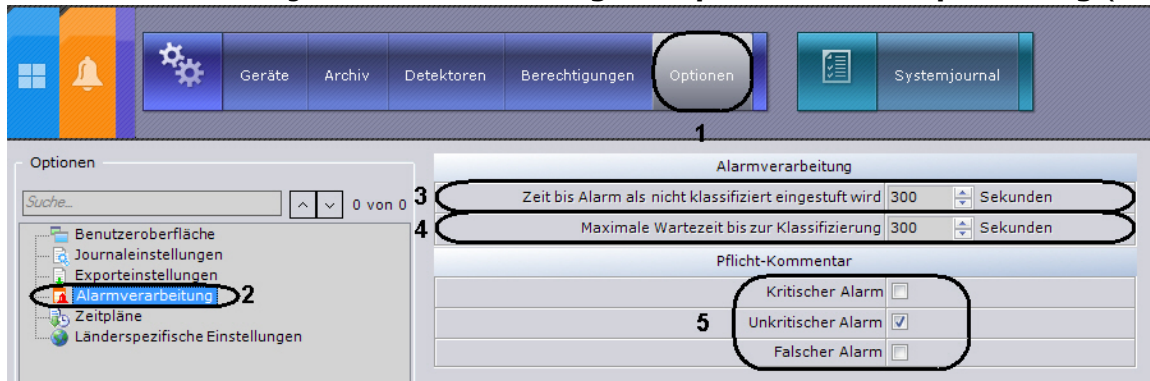 Geräte Archiv Detektoren Berechtigungen Optionen Systemjournal
1
Optionen
Suche... 0 von 0
Benutzeroberfläche
Journaleinstellungen
Exporteinstellungen
Alarmverarbeitung 2
Zeitpläne
Länderspezifische Einstellungen
Alarmverarbeitung
3 Zeit bis Alarm als nicht klassifiziert eingestuft wird 300 Sekunden
4 Maximale Wartezeit bis zur Klassifizierung 300 Sekunden
Pflicht-Kommentar
Kritischer Alarm
5 Unkritischer Alarm
Falscher Alarm